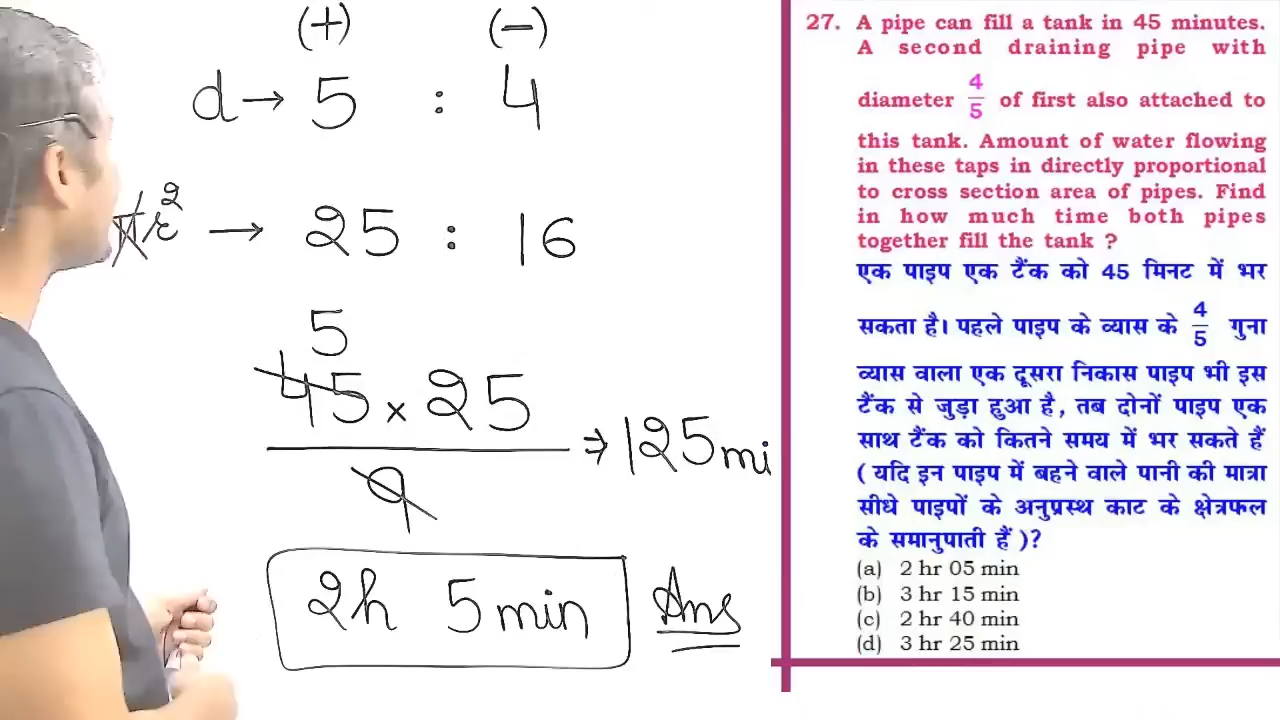 (+) (-)
d → 5 : 4
πr² → 25 : 16
5
45 × 25
9
⇒ 125 mi
2h 5 min Ans
27. A pipe can fill a tank in 45 minutes.
A second draining pipe with
diameter 4/5 of first also attached to
this tank. Amount of water flowing
in these taps in directly proportional
to cross section area of pipes. Find
in how much time both pipes
together fill the tank ?
एक पाइप एक टैंक को 45 मिनट में भर
सकता है। पहले पाइप के व्यास के 4/5 गुना
व्यास वाला एक दूसरा निकास पाइप भी इस
टैंक से जुड़ा हुआ है, तब दोनों पाइप एक
साथ टैंक को कितने समय में भर सकते हैं
( यदि इन पाइप में बहने वाले पानी की मात्रा
सीधे पाइपों के अनुप्रस्थ काट के क्षेत्रफल
के समानुपाती हैं )?
(a) 2 hr 05 min
(b) 3 hr 15 min
(c) 2 hr 40 min
(d) 3 hr 25 min